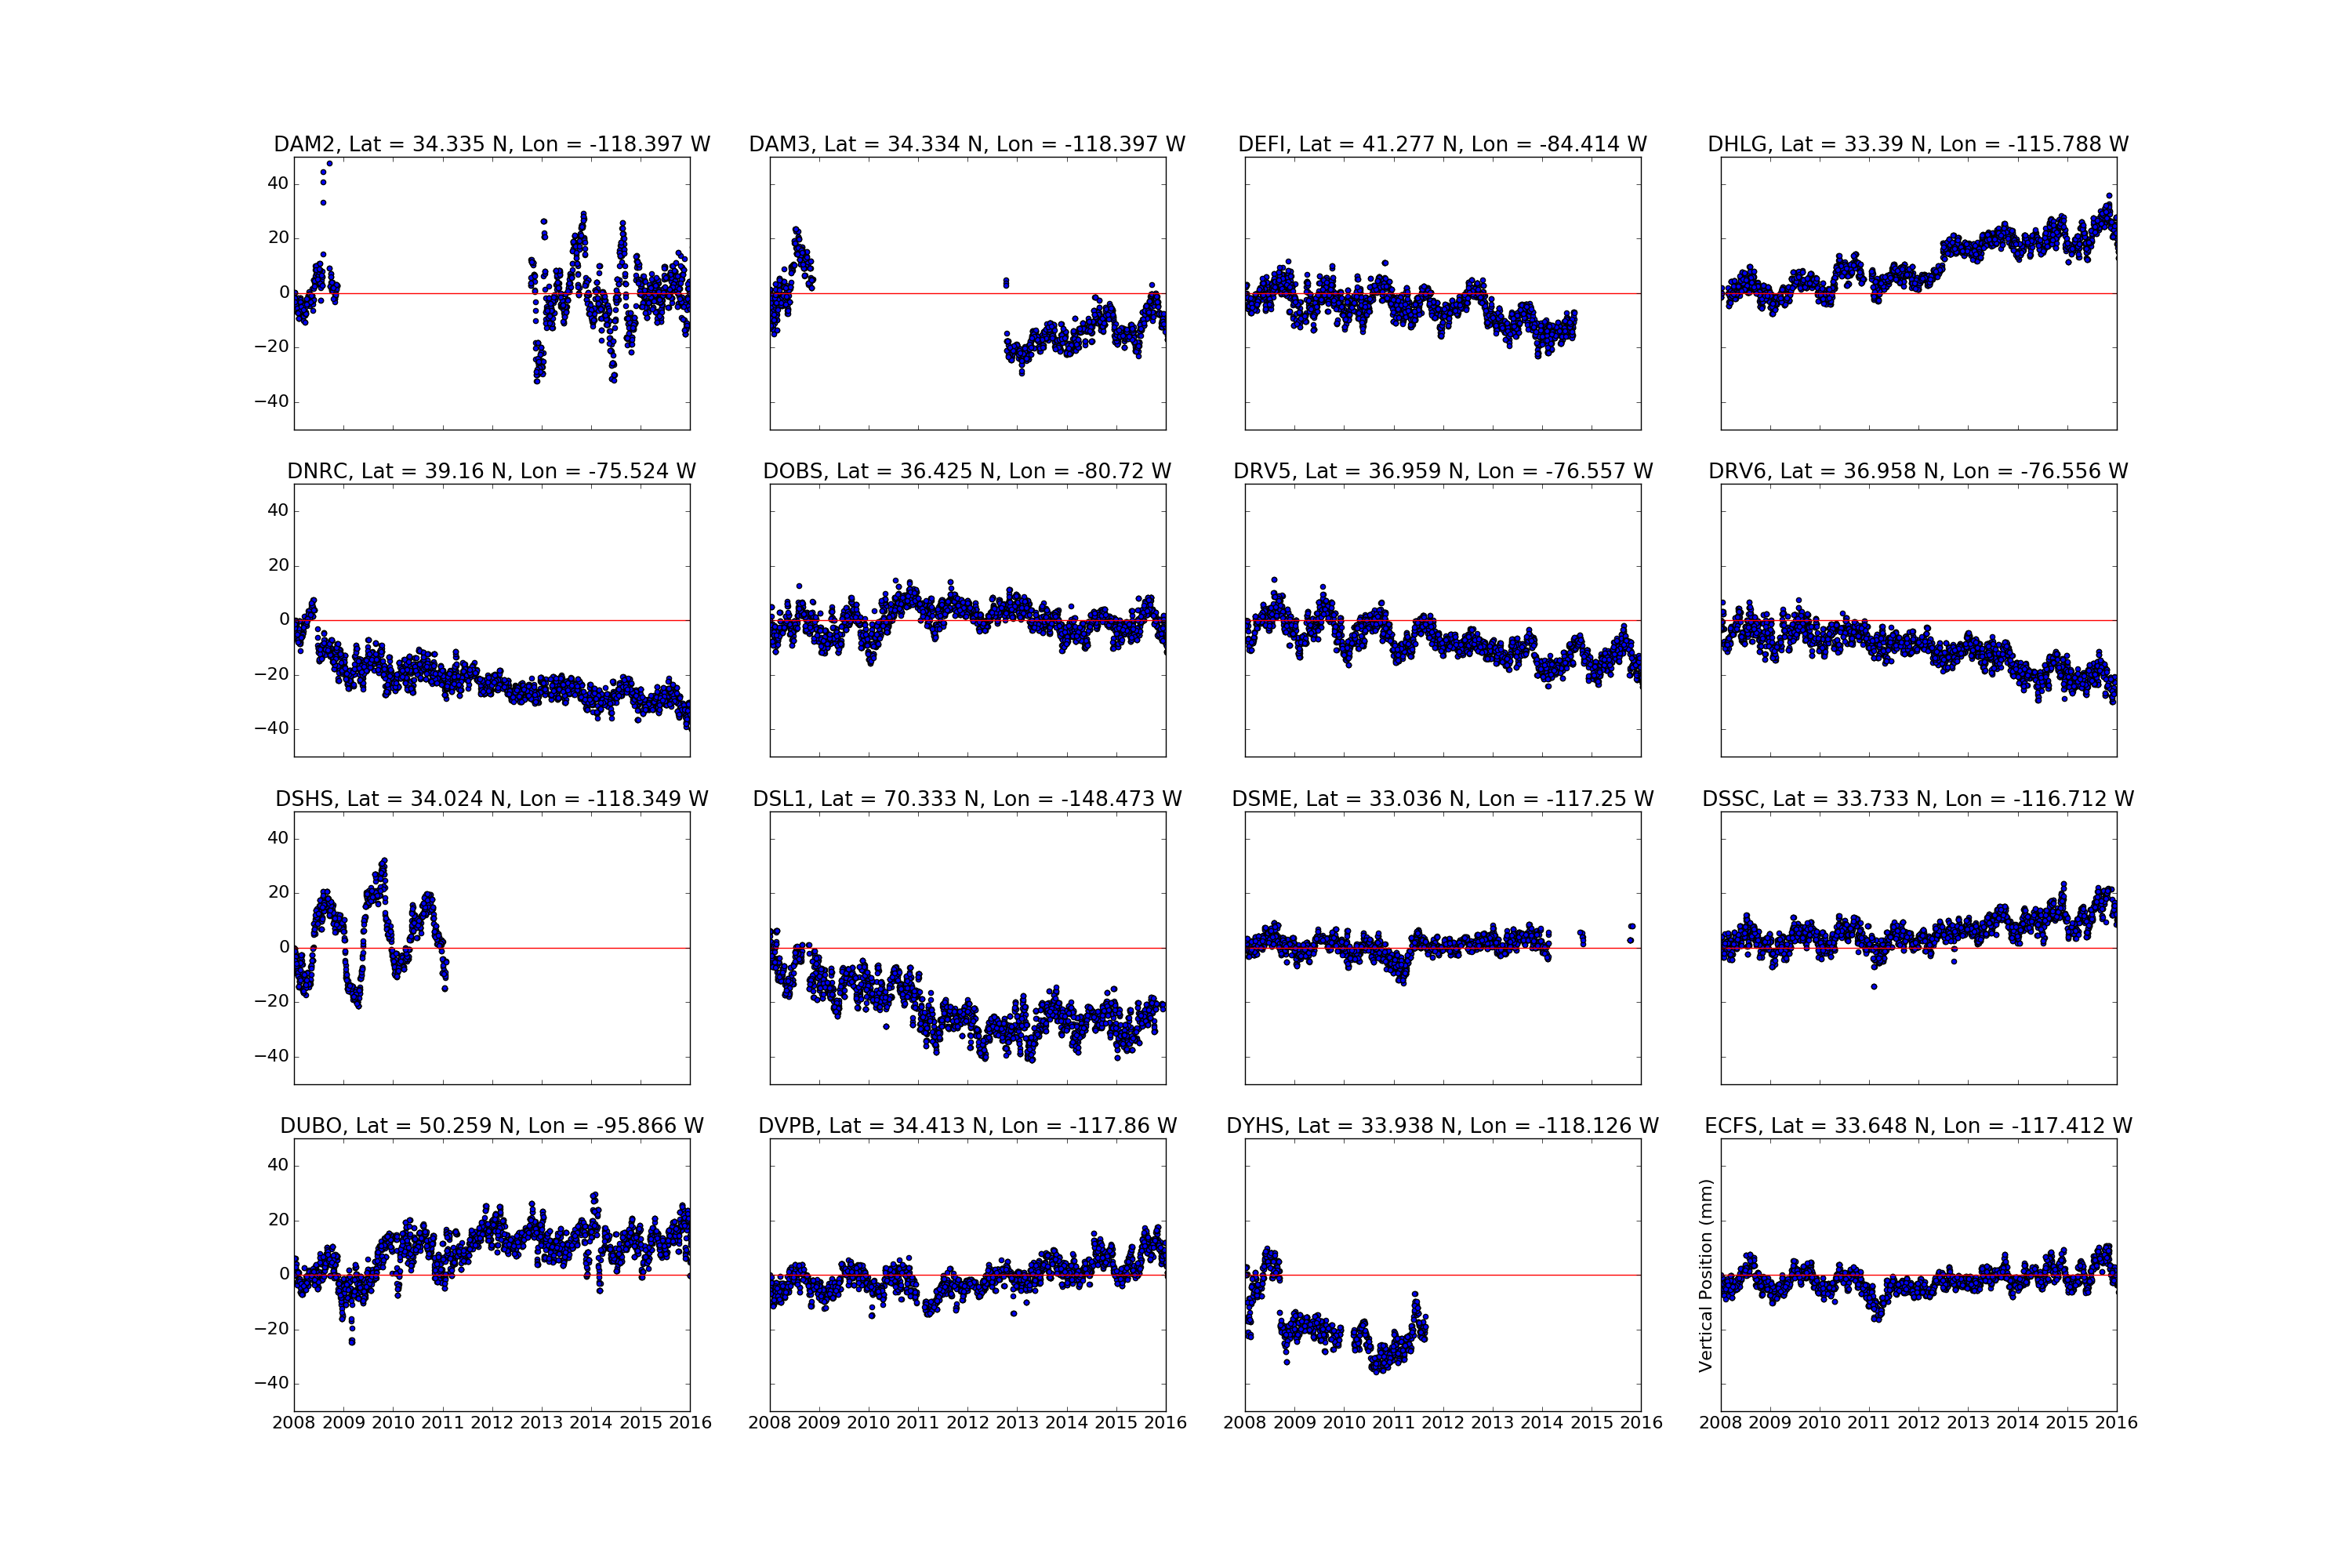 DAM2, Lat = 34.335 N, Lon = -118.397 W
DAM3, Lat = 34.334 N, Lon = -118.397 W
DEFI, Lat = 41.277 N, Lon = -84.414 W
DHLG, Lat = 33.39 N, Lon = -115.788 W
40
20
0
−20
−40
DNRC, Lat = 39.16 N, Lon = -75.524 W
DOBS, Lat = 36.425 N, Lon = -80.72 W
DRV5, Lat = 36.959 N, Lon = -76.557 W
DRV6, Lat = 36.958 N, Lon = -76.556 W
40
20
0
−20
−40
DSHS, Lat = 34.024 N, Lon = -118.349 W
DSL1, Lat = 70.333 N, Lon = -148.473 W
DSME, Lat = 33.036 N, Lon = -117.25 W
DSSC, Lat = 33.733 N, Lon = -116.712 W
40
20
0
−20
−40
DUBO, Lat = 50.259 N, Lon = -95.866 W
DVPB, Lat = 34.413 N, Lon = -117.86 W
DYHS, Lat = 33.938 N, Lon = -118.126 W
ECFS, Lat = 33.648 N, Lon = -117.412 W
40
20
0
−20
−40
Vertical Position (mm)
2008 2009 2010 2011 2012 2013 2014 2015 2016
2008 2009 2010 2011 2012 2013 2014 2015 2016
2008 2009 2010 2011 2012 2013 2014 2015 2016
2008 2009 2010 2011 2012 2013 2014 2015 2016